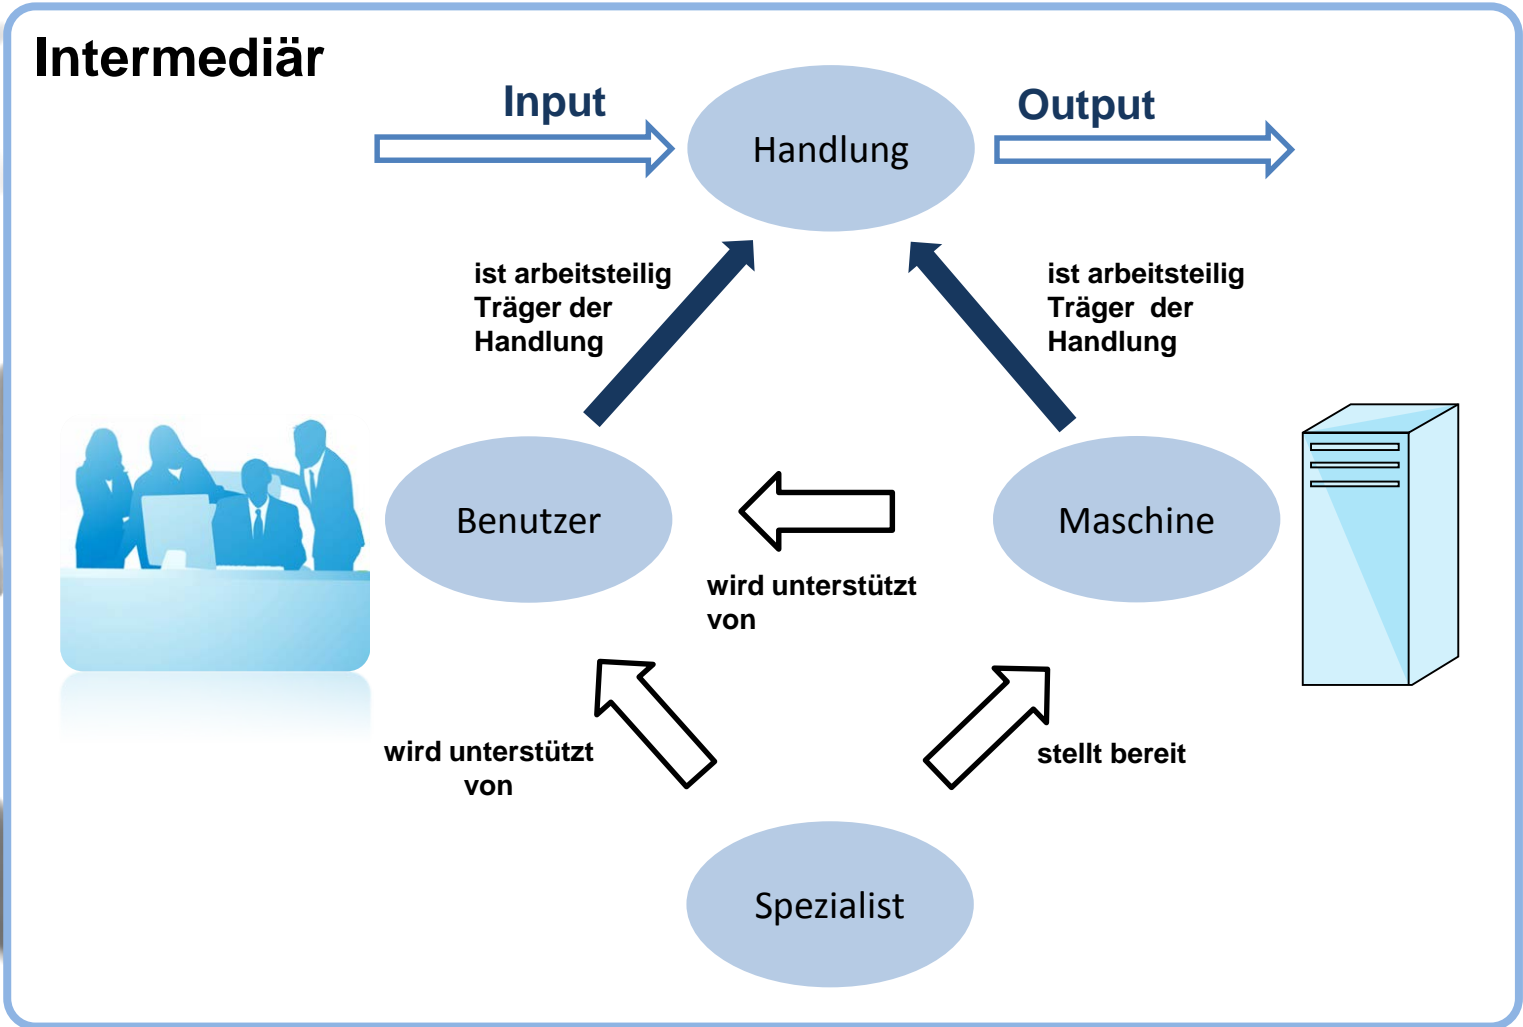 Intermediär
Input
Output
Handlung
ist arbeitsteilig
Träger der
Handlung
ist arbeitsteilig
Träger der
Handlung
Benutzer
Maschine
wird unterstützt
von
wird unterstützt
von
stellt bereit
Spezialist